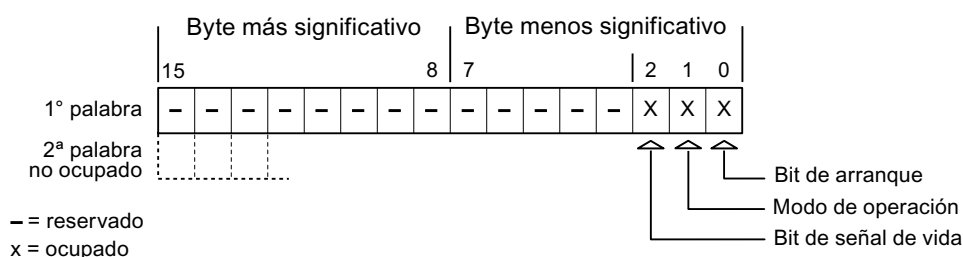 Byte más significativo Byte menos significativo
15 8 7 2 1 0
1° palabra – – – – – – – – – – – – – X X X
2ª palabra
no ocupado
Bit de arranque
Modo de operación
Bit de señal de vida
– = reservado
x = ocupado